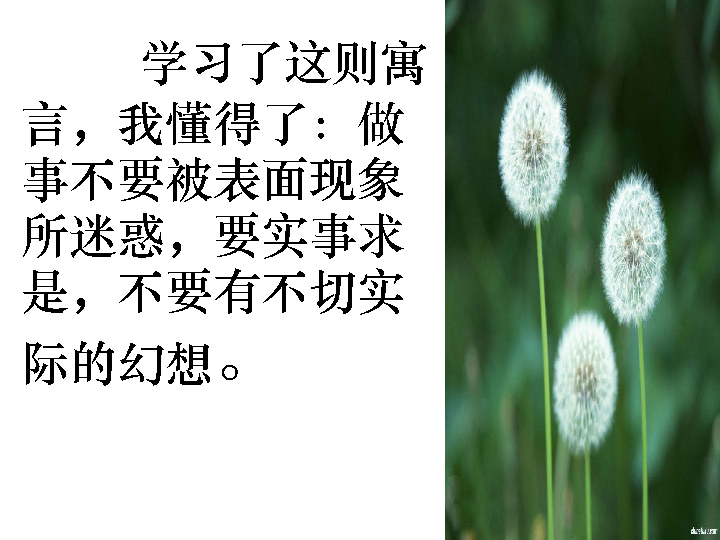 学习了这则寓
言，我懂得了：做
事不要被表面现象
所迷惑，要实事求
是，不要有不切实
际的幻想。